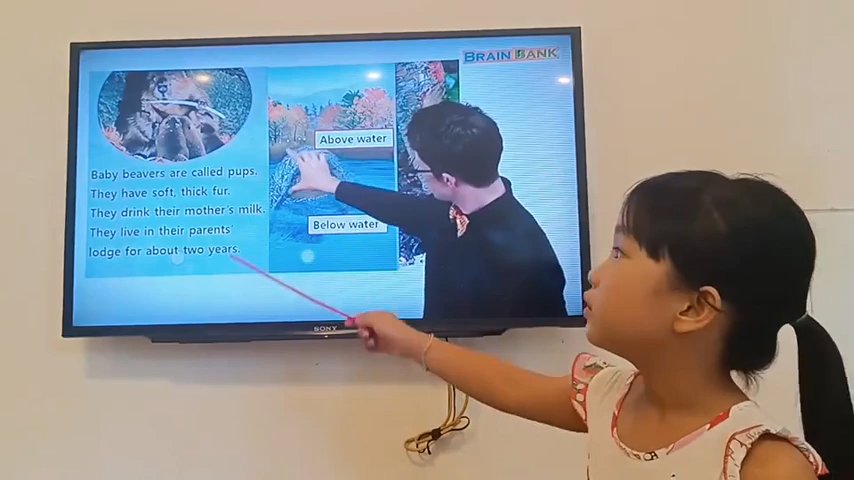 BRAIN BANK
Above water
Below water
Baby beavers are called pups.
They have soft, thick fur.
They drink their mother's milk.
They live in their parents'
lodge for about two years.
SONY